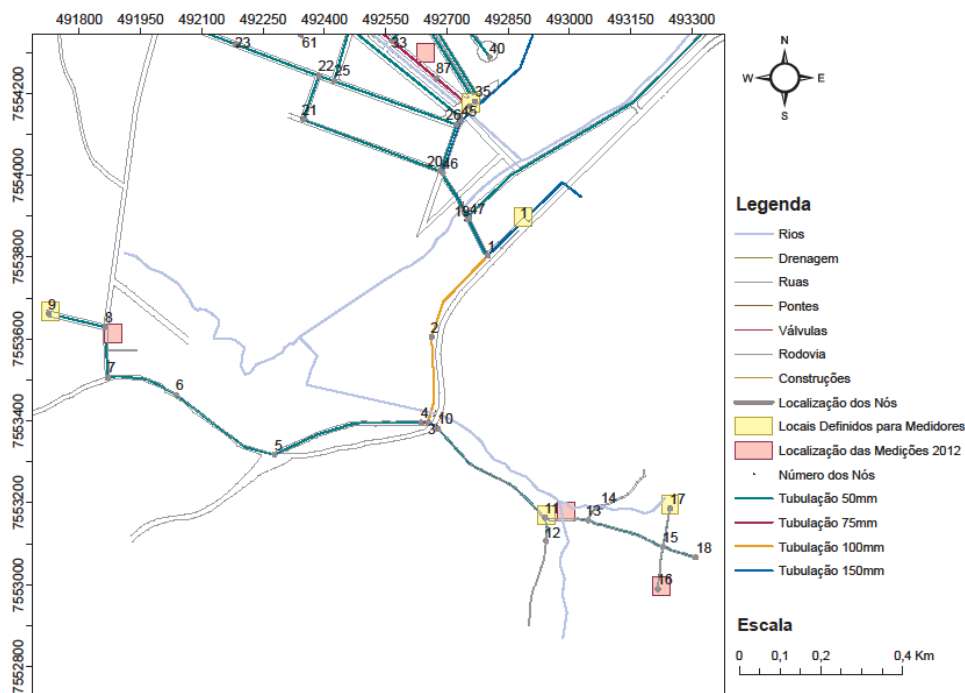 491800 491950 492100 492250 492400 492550 492700 492850 493000 493150 493300
7554200
7554000
7553800
7553600
7553400
7553200
7553000
7552800
23
61
33
40
22
25
87
35
21
26
45
20
46
19
47
1
1
2
9
8
7
6
4
10
3
5
11
14
17
13
12
15
18
16
N
W
E
S
Legenda
Rios
Drenagem
Ruas
Pontes
Válvulas
Rodovia
Construções
Localização dos Nós
Locais Definidos para Medidores
Localização das Medições 2012
Número dos Nós
Tubulação 50mm
Tubulação 75mm
Tubulação 100mm
Tubulação 150mm
Escala
0 0,1 0,2 0,4 Km